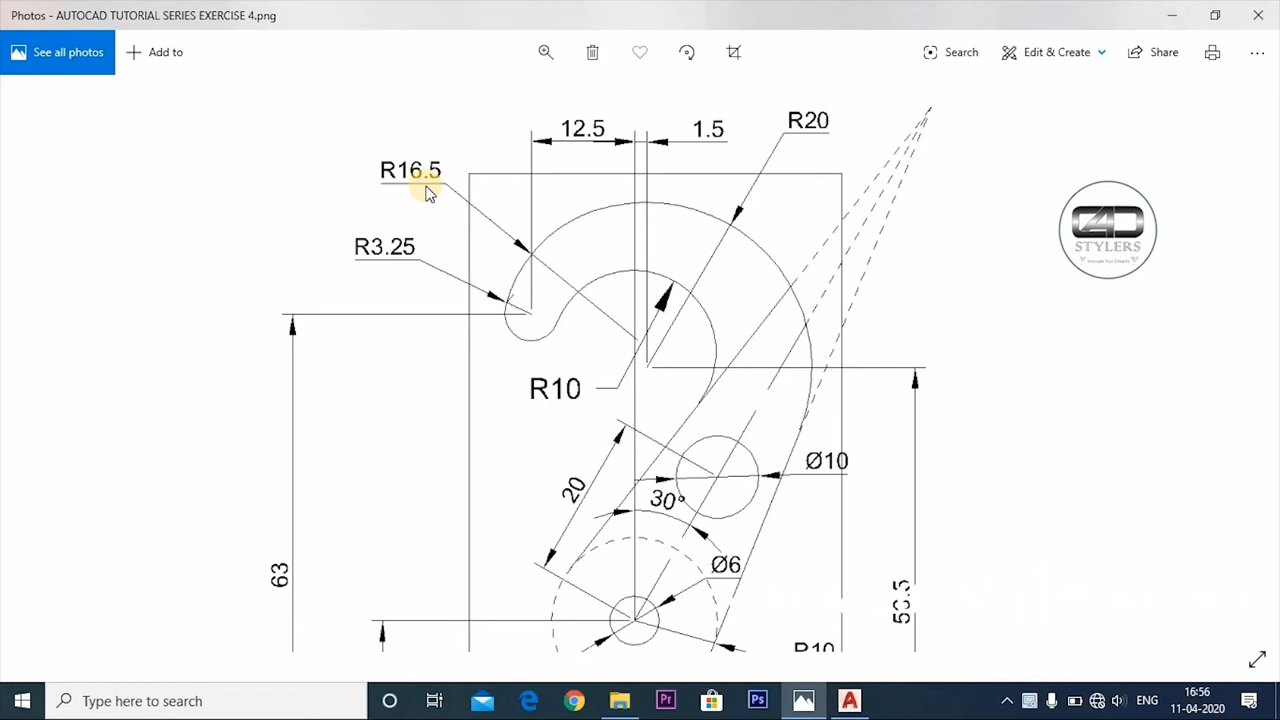 Photos - AUTOCAD TUTORIAL SERIES EXERCISE 4.png
See all photos
Add to
Search
Edit & Create
Share
12.5
1.5
R20
R16.5
R3.25
R10
CAD
STYLERS
20
30°
Ø10
Ø6
63
R10
Type here to search
ENG
16:56
11-04-2020